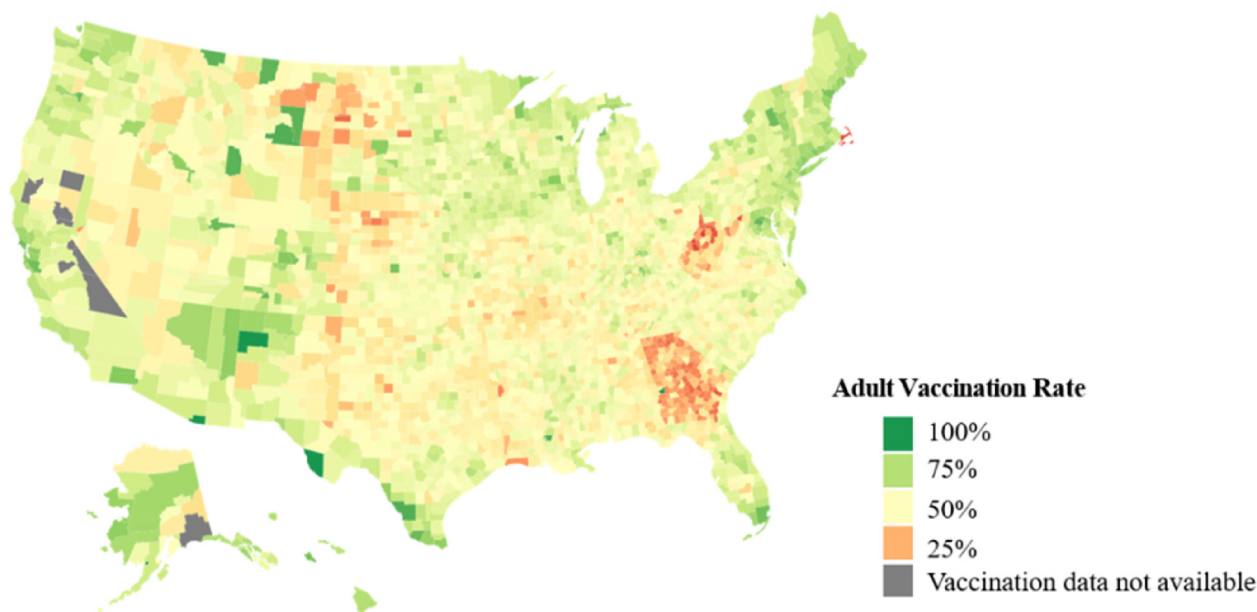 Adult Vaccination Rate
100%
75%
50%
25%
Vaccination data not available